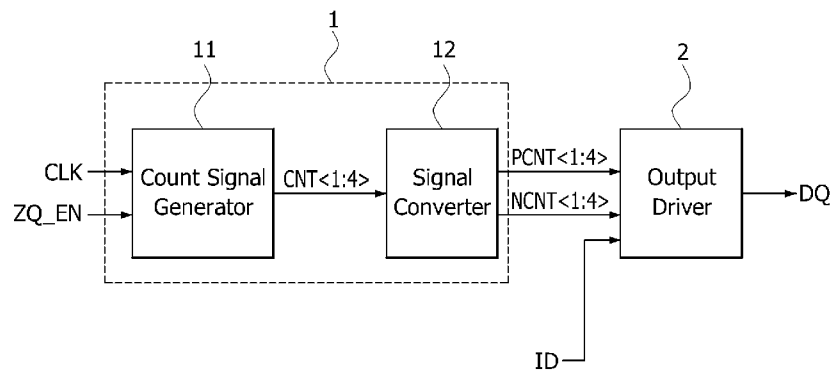 1
11
12
2
CLK
ZQ_EN
Count Signal
Generator
CNT<1:4>
Signal
Converter
PCNT<1:4>
NCNT<1:4>
Output
Driver
DQ
ID